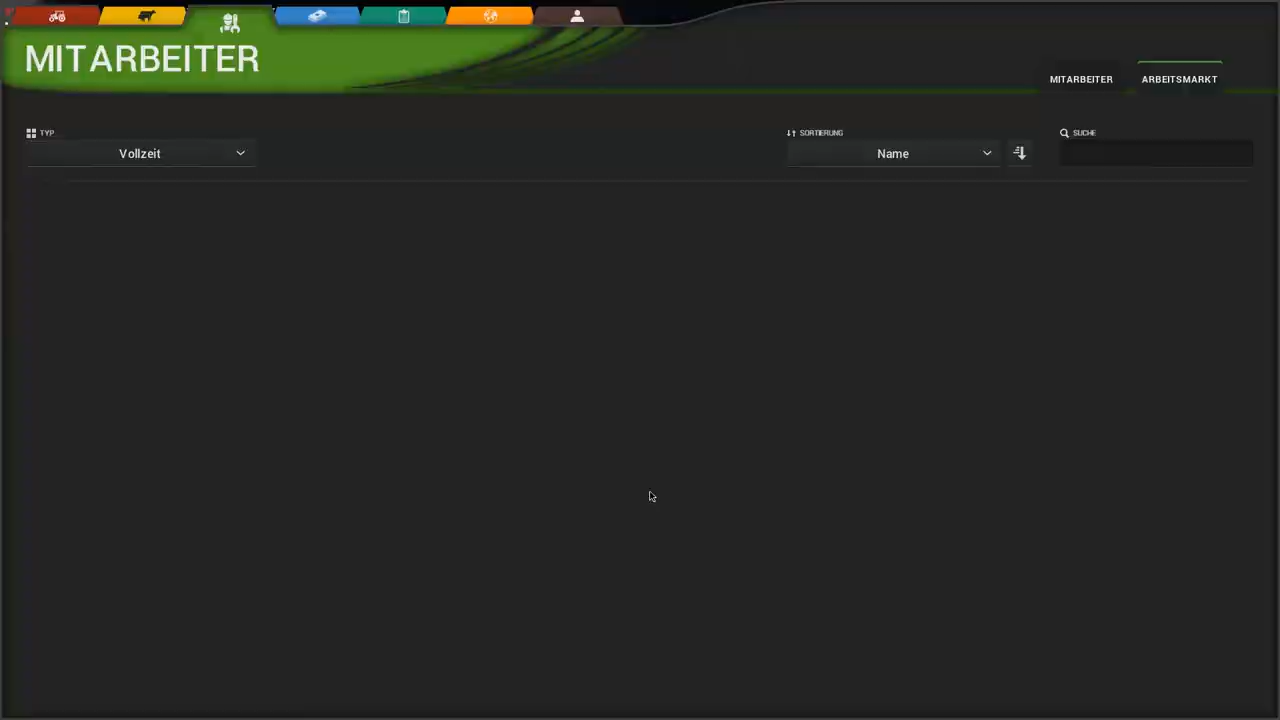 MITARBEITER
MITARBEITER
ARBEITSMARKT
TYP
SORTIERUNG
SUCHE
Vollzeit
Name